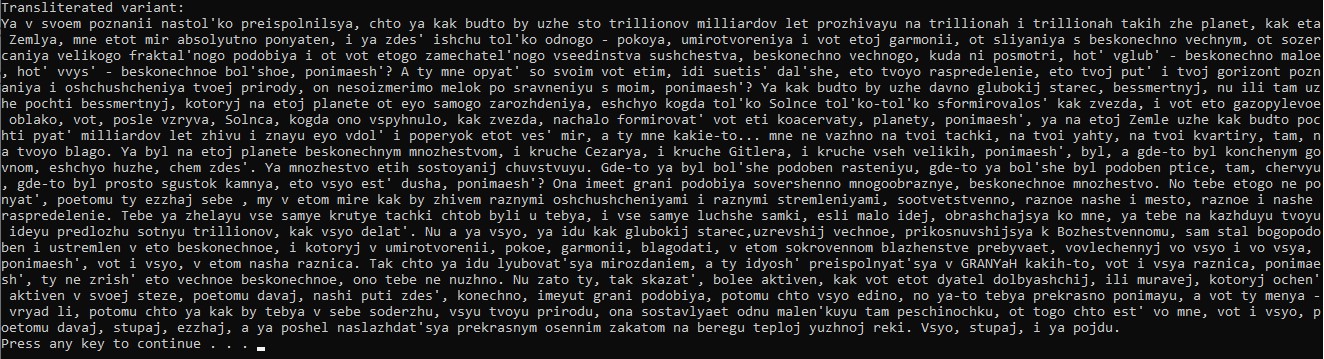 Transliterated variant:
Ya v svoem poznanii nastol'ko preispolnilsya, chto ya kak budto by uzhe sto trillionov milliardov let prozhivayu na trillionah i trillionah takih zhe planet, kak eta
 Zemlya, mne etot mir absolyutno ponyaten, i ya zdes' ishchu tol'ko odnogo - pokoya, umirotvoreniya i vot etoj garmonii, ot sliyaniya s beskonechno vechnym, ot sozer
caniya velikogo fraktal'nogo podobiya i ot vot etogo zamechatel'nogo vseedinstva sushchestva, beskonechno vechnogo, kuda ni posmotri, hot' vglub' - beskonechno maloe
, hot' vvys' - beskonechnoe bol'shoe, ponimaesh'? A ty mne opyat' so svoim vot etim, idi suetis' dal'she, eto tvoyo raspredelenie, eto tvoj put' i tvoj gorizont pozn
aniya i oshchushcheniya tvoej prirody, on nesoizmerimo melok po sravneniyu s moim, ponimaesh'? Ya kak budto by uzhe davno glubokij starec, bessmertnyj, nu ili tam uz
he pochti bessmertnyj, kotoryj na etoj planete ot eyo samogo zarozhdeniya, eshchyo kogda tol'ko Solnce tol'ko-tol'ko sformirovalos' kak zvezda, i vot eto gazopylevoe
 oblako, vot, posle vzryva, Solnca, kogda ono vspyhnulo, kak zvezda, nachalo formirovat' vot eti koacervaty, planety, ponimaesh', ya na etoj Zemle uzhe kak budto poc
hti pyat' milliardov let zhivu i znayu eyo vdol' i poperyok etot ves' mir, a ty mne kakie-to... mne ne vazhno na tvoi tachki, na tvoi yahty, na tvoi kvartiry, tam, n
a tvoyo blago. Ya byl na etoj planete beskonechnym mnozhestvom, i kruche Cezarya, i kruche Gitlera, i kruche vseh velikih, ponimaesh', byl, a gde-to byl konchenym go
vnom, eshchyo huzhe, chem zdes'. Ya mnozhestvo etih sostoyanij chuvstvuyu. Gde-to ya byl bol'she podoben rasteniyu, gde-to ya bol'she byl podoben ptice, tam, chervyu
, gde-to byl prosto sgustok kamnya, eto vsyo est' dusha, ponimaesh'? Ona imeet grani podobiya sovershenno mnogoobraznye, beskonechnoe mnozhestvo. No tebe etogo ne po
nyat', poetomu ty ezzhaj sebe , my v etom mire kak by zhivem raznymi oshchushcheniyami i raznymi stremleniyami, sootvetstvenno, raznoe nashe i mesto, raznoe i nashe 
raspredelenie. Tebe ya zhelayu vse samye krutye tachki chtob byli u tebya, i vse samye luchshe samki, esli malo idej, obrashchajsya ko mne, ya tebe na kazhduyu tvoyu
 ideyu predlozhu sotnyu trillionov, kak vsyo delat'. Nu a ya vsyo, ya idu kak glubokij starec,uzrevshij vechnoe, prikosnuvshijsya k Bozhestvennomu, sam stal bogopodo
ben i ustremlen v eto beskonechnoe, i kotoryj v umirotvorenii, pokoe, garmonii, blagodati, v etom sokrovennom blazhenstve prebyvaet, vovlechennyj vo vsyo i vo vsya,
ponimaesh', vot i vsyo, v etom nasha raznica. Tak chto ya idu lyubovat'sya mirozdaniem, a ty idyosh' preispolnyat'sya v GRANYaH kakih-to, vot i vsya raznica, ponimae
sh', ty ne zrish' eto vechnoe beskonechnoe, ono tebe ne nuzhno. Nu zato ty, tak skazat', bolee aktiven, kak vot etot dyatel dolbyashchij, ili muravej, kotoryj ochen'
 aktiven v svoej steze, poetomu davaj, nashi puti zdes', konechno, imeyut grani podobiya, potomu chto vsyo edino, no ya-to tebya prekrasno ponimayu, a vot ty menya -
 vryad li, potomu chto ya kak by tebya v sebe soderzhu, vsyu tvoyu prirodu, ona sostavlyaet odnu malen'kuyu tam peschinochku, ot togo chto est' vo mne, vot i vsyo, p
oetomu davaj, stupaj, ezzhaj, a ya poshel naslazhdat'sya prekrasnym osennim zakatom na beregu teploj yuzhnoj reki. Vsyo, stupaj, i ya pojdu.
Press any key to continue . . .